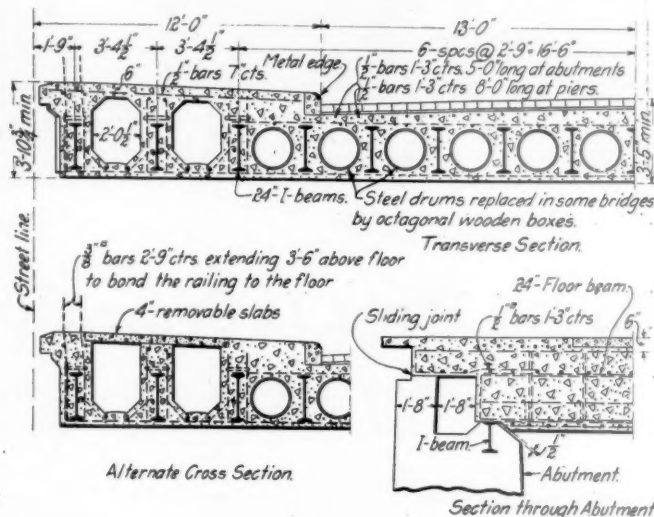 12'-0"
13'-0"
1'-9" 3'-4½" 3'-4½"
6-spcs@ 2'-9"=16'-6"
Metal edge
½" bars 1'-3" ctrs. 5'-0" long at abutments
½" bars 1'-3" ctrs 8'-0" long at piers.
6"
½" bars 7" cts.
2'-0½"
min.
3'-5" min.
24"-I-beams.
Steel drums replaced in some bridges
by octagonal wooden boxes.
Transverse Section.
Street line.
bars 2'-9" ctrs. extending 3'-6" above floor
to bond the railing to the floor
4"-removable slabs
Alternate Cross Section.
24"-Floor beam.
Sliding joint
½" bars 1'-3" ctrs
6"
1'-8" 1'-8"
I-beam
½"
Abutment.
Section through Abutment